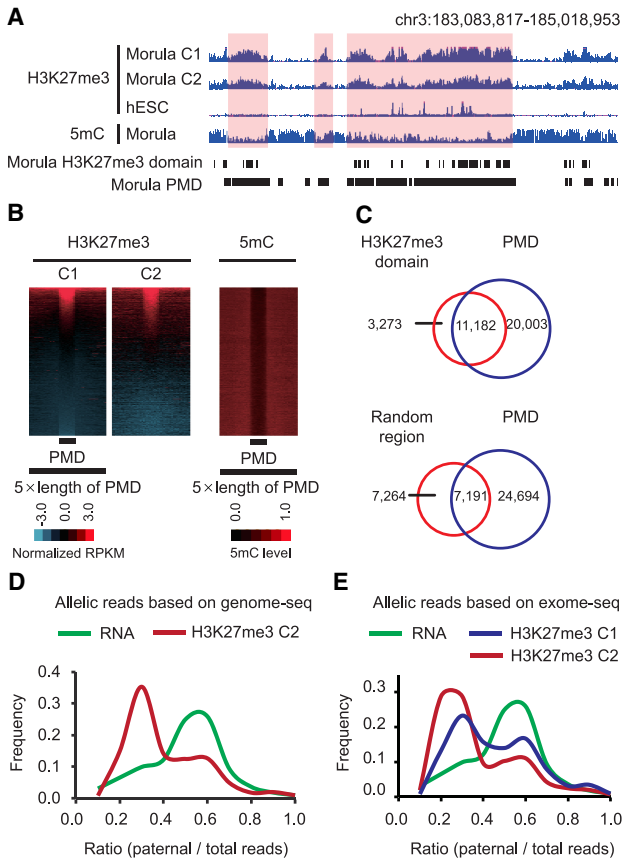 A
chr3:183,083,817-185,018,953
H3K27me3
Morula C1
Morula C2
hESC
5mC
Morula
Morula H3K27me3 domain
Morula PMD
B
H3K27me3
5mC
C1
C2
PMD
5×length of PMD
-3.0
0.0
3.0
Normalized RPKM
PMD
5×length of PMD
0.0
1.0
5mC level
C
H3K27me3
domain
PMD
3,273
11,182
20,003
Random
region
PMD
7,264
7,191
24,694
D
Allelic reads based on genome-seq
RNA
H3K27me3 C2
Frequency
0.4
0.3
0.2
0.1
0.0
0.0
0.2
0.4
0.6
0.8
1.0
Ratio (paternal / total reads)
E
Allelic reads based on exome-seq
RNA
H3K27me3 C1
H3K27me3 C2
Frequency
0.3
0.2
0.1
0.0
0.0
0.2
0.4
0.6
0.8
1.0
Ratio (paternal / total reads)